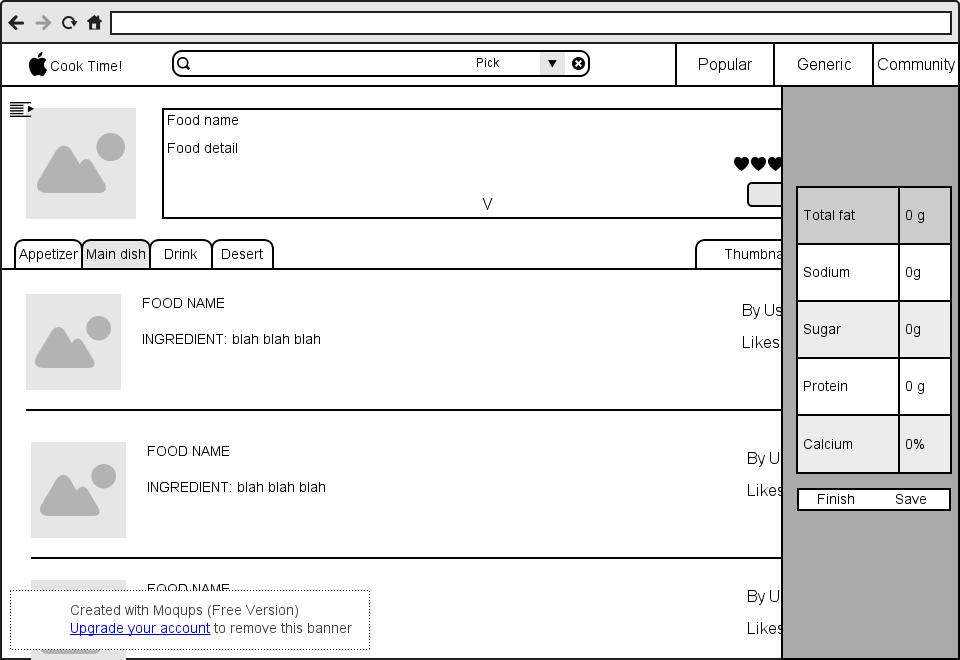 Cook Time!
Pick
Popular
Generic
Community
Food name
Food detail
V
Appetizer
Main dish
Drink
Desert
Thumbna
FOOD NAME
By Us
INGREDIENT: blah blah blah
Likes
FOOD NAME
By U
INGREDIENT: blah blah blah
Likes
FOOD NAME
By U
Likes
Total fat 0 g
Sodium 0g
Sugar 0g
Protein 0 g
Calcium 0%
Finish Save
Created with Moqups (Free Version)
Upgrade your account to remove this banner